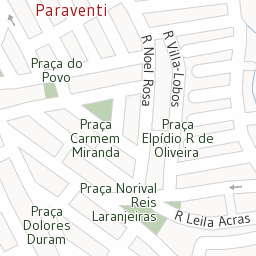 Paraventi
R Noel Rosa
R Villa-Lobos
Praça do
Povo
Praça
Carmem
Miranda
Praça
Elpídio R de
Oliveira
Praça Norival
Reis
Laranjeiras
R Leila Acras
Praça
Dolores
Duram